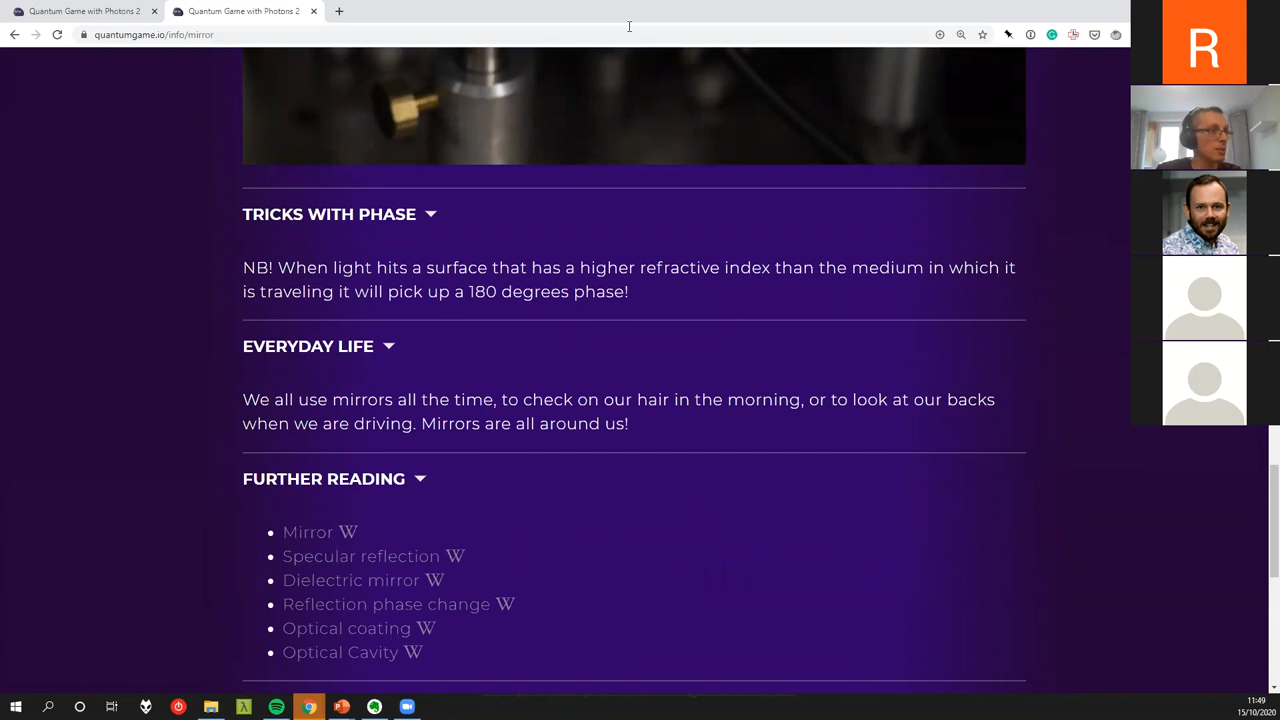 Quantum Game with Photons 2
Quantum Game with Photons 2
quantumgame.io/info/mirror
R
TRICKS WITH PHASE
NB! When light hits a surface that has a higher refractive index than the medium in which it
is traveling it will pick up a 180 degrees phase!
EVERYDAY LIFE
We all use mirrors all the time, to check on our hair in the morning, or to look at our backs
when we are driving. Mirrors are all around us!
FURTHER READING
Mirror W
Specular reflection W
Dielectric mirror W
Reflection phase change W
Optical coating W
Optical Cavity W
11:49
15/10/2020